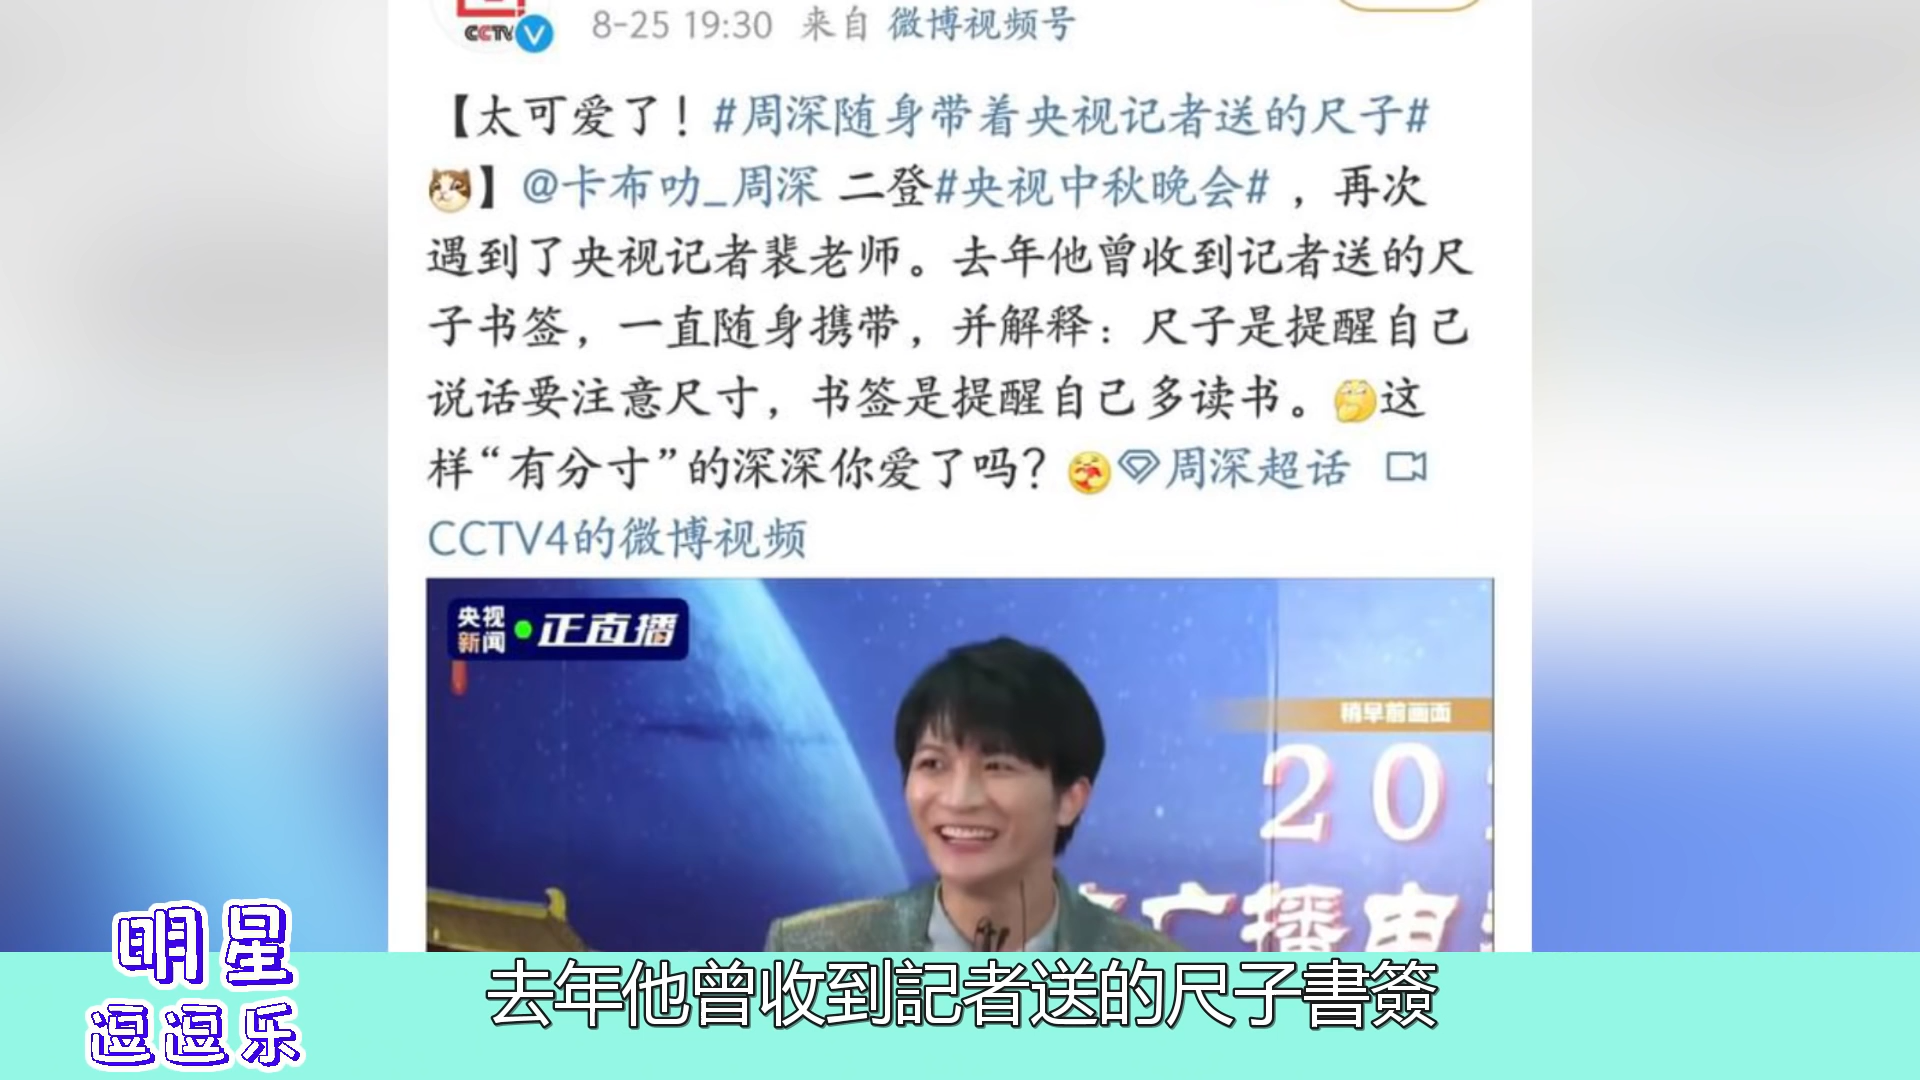 CCTV
8-25 19:30 来自 微博视频号
【太可爱了！#周深随身带着央视记者送的尺子#
】@卡布叻_周深 二登#央视中秋晚会#，再次
遇到了央视记者裴老师。去年他曾收到记者送的尺
子书签，一直随身携带，并解释：尺子是提醒自己
说话要注意尺寸，书签是提醒自己多读书。这
样“有分寸”的深深你爱了吗？周深超话
CCTV4的微博视频
央视
新闻
正直播
稍早前画面
20
广播电
明星
逗逗乐
去年他曾收到記者送的尺子書簽